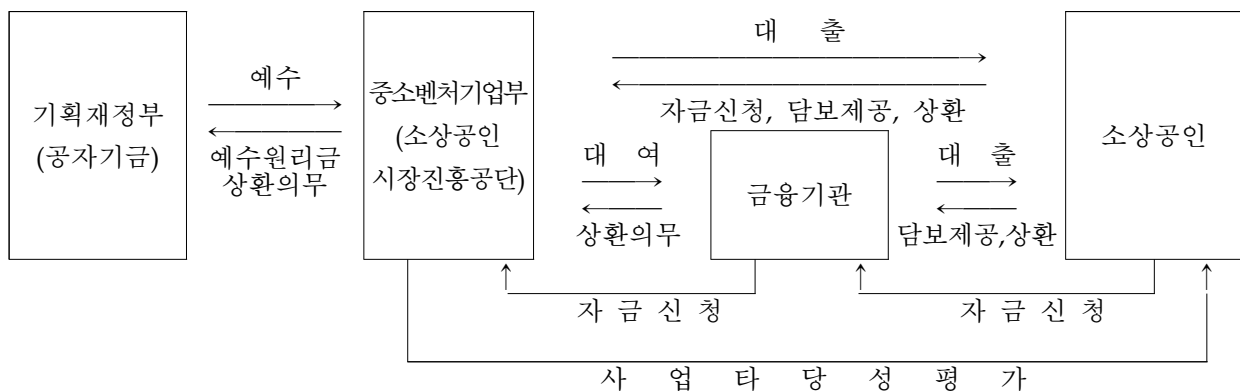 기획재정부
(공자기금)
예수
예수원리금
상환의무
중소벤처기업부
(소상공인
시장진흥공단)
대 출
자금신청, 담보제공, 상환
대 여
상환의무
금융기관
대 출
담보제공,상환
소상공인
자 금 신 청
자 금 신 청
사 업 타 당 성 평 가